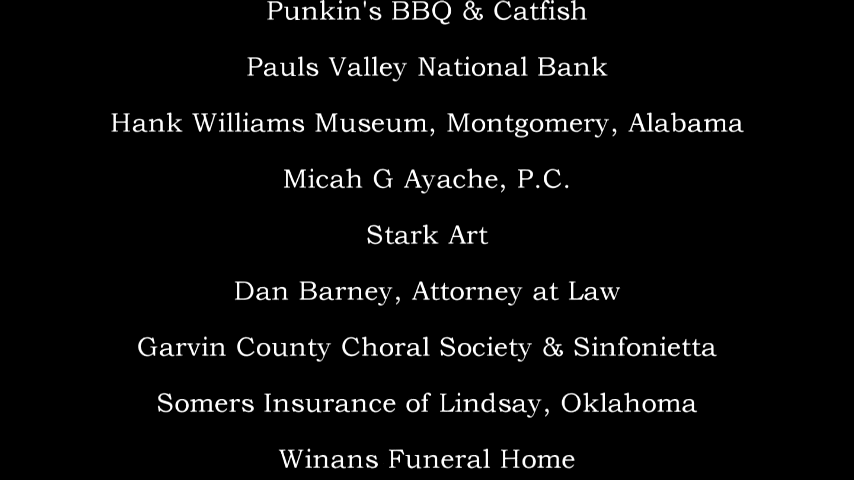 Punkin's BBQ & Catfish
Pauls Valley National Bank
Hank Williams Museum, Montgomery, Alabama
Micah G Ayache, P.C.
Stark Art
Dan Barney, Attorney at Law
Garvin County Choral Society & Sinfonietta
Somers Insurance of Lindsay, Oklahoma
Winans Funeral Home